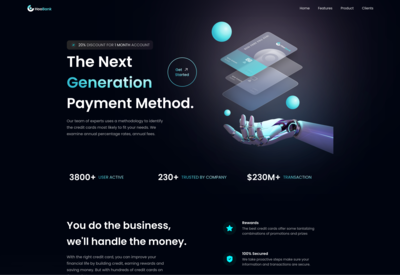 HooBank
Home Features Product Clients
20% DISCOUNT FOR 1 MONTH ACCOUNT
The Next
Generation
Payment Method.
Get
Started
Our team of experts uses a methodology to identify
the credit cards most likely to fit your needs. We
examine annual percentage rates, annual fees.
3800+ USER ACTIVE
230+ TRUSTED BY COMPANY
$230M+ TRANSACTION
You do the business,
we'll handle the money.
With the right credit card, you can improve your
financial life by building credit, earning rewards and
saving money. But with hundreds of credit cards on
Rewards
The best credit cards offer some tantalizing
combinations of promotions and prizes
100% Secured
We take proactive steps make sure your
information and transactions are secure.